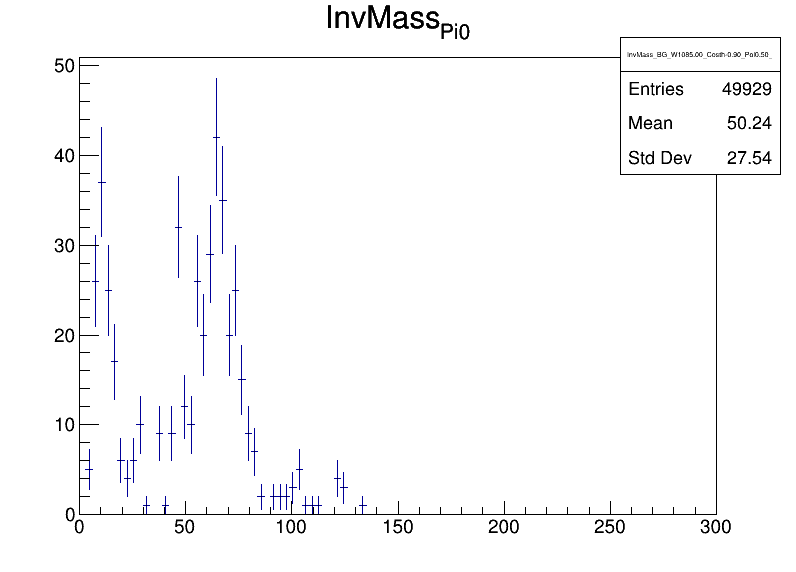 InvMass_Pi0
InvMass_BG_W1085.00_Costh-0.90_Pol0.50_
Entries 49929
Mean 50.24
Std Dev 27.54
50
40
30
20
10
0
0 50 100 150 200 250 300